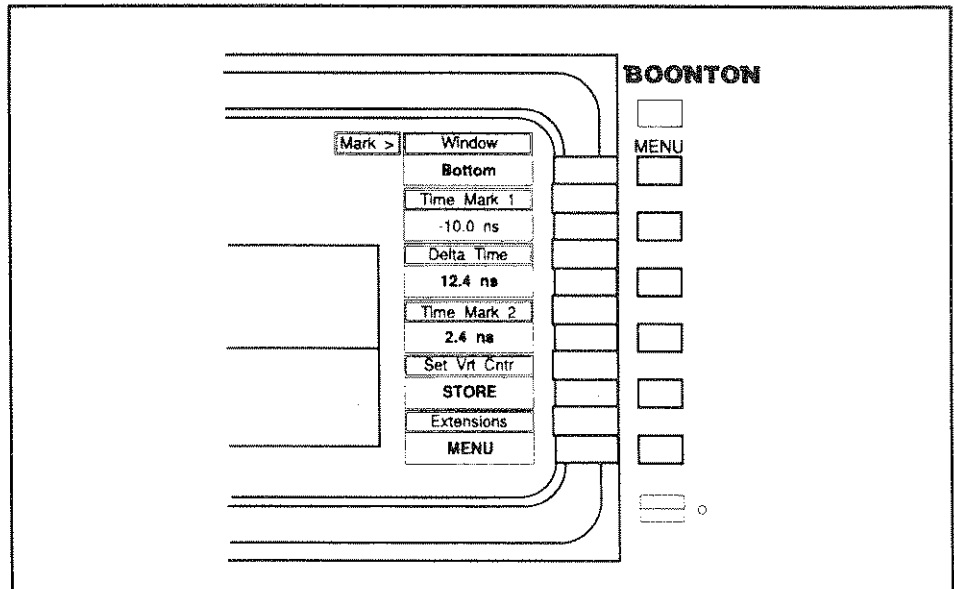 BOONTON
MENU
Mark >
Window
Bottom
Time Mark 1
-10.0 ns
Delta Time
12.4 ns
Time Mark 2
2.4 ns
Set Vrt Cntr
STORE
Extensions
MENU